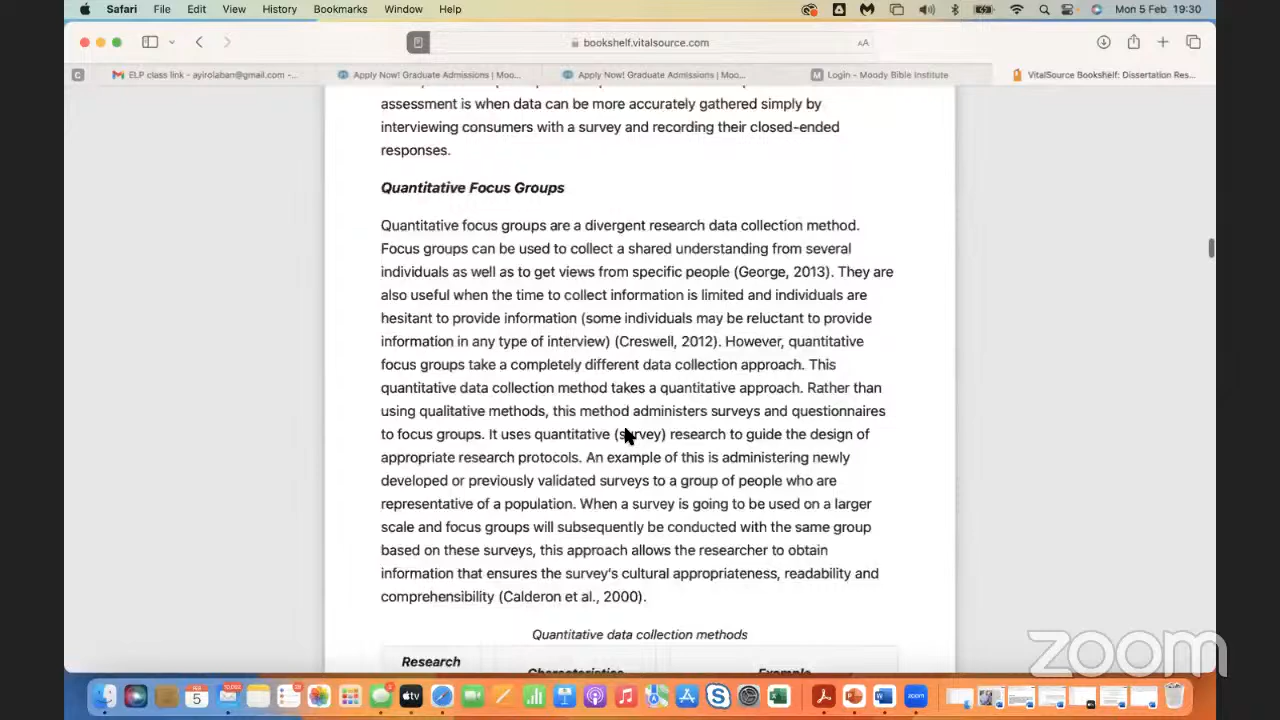 Safari File Edit View History Bookmarks Window Help Mon 5 Feb 19:30
bookshelf.vitalsource.com
ELP class link - ayirolaban@gmail.com -... Apply Now! Graduate Admissions | Moo... Apply Now! Graduate Admissions | Moo... Login - Moody Bible Institute VitalSource Bookshelf: Dissertation Res...
assessment is when data can be more accurately gathered simply by
interviewing consumers with a survey and recording their closed-ended
responses.
Quantitative Focus Groups
Quantitative focus groups are a divergent research data collection method.
Focus groups can be used to collect a shared understanding from several
individuals as well as to get views from specific people (George, 2013). They are
also useful when the time to collect information is limited and individuals are
hesitant to provide information (some individuals may be reluctant to provide
information in any type of interview) (Creswell, 2012). However, quantitative
focus groups take a completely different data collection approach. This
quantitative data collection method takes a quantitative approach. Rather than
using qualitative methods, this method administers surveys and questionnaires
to focus groups. It uses quantitative (survey) research to guide the design of
appropriate research protocols. An example of this is administering newly
developed or previously validated surveys to a group of people who are
representative of a population. When a survey is going to be used on a larger
scale and focus groups will subsequently be conducted with the same group
based on these surveys, this approach allows the researcher to obtain
information that ensures the survey's cultural appropriateness, readability and
comprehensibility (Calderon et al., 2000).
Quantitative data collection methods
Research
Characteristics Example
zoom